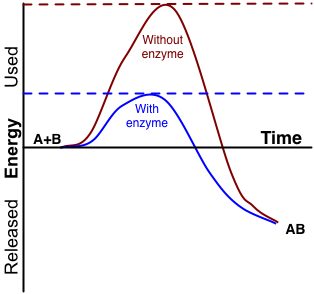 Used
Without
enzyme
With
enzyme
A+B
Time
Energy
Released
AB